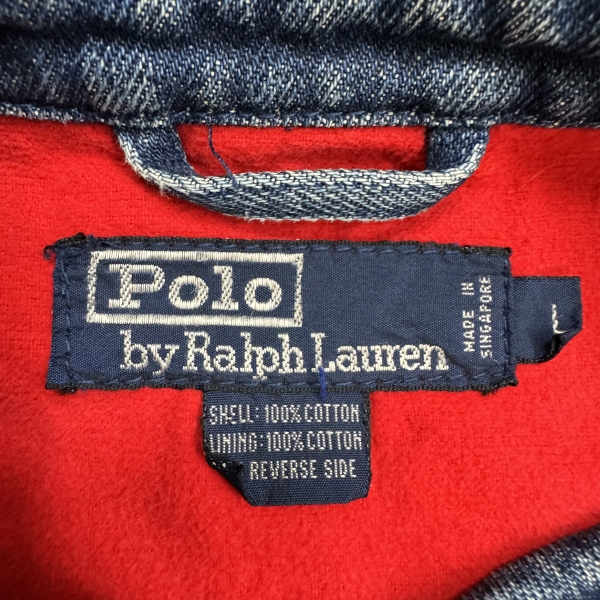 Polo
by Ralph Lauren
MADE IN
SINGAPORE
SHELL: 100% COTTON
LINING: 100% COTTON
REVERSE SIDE